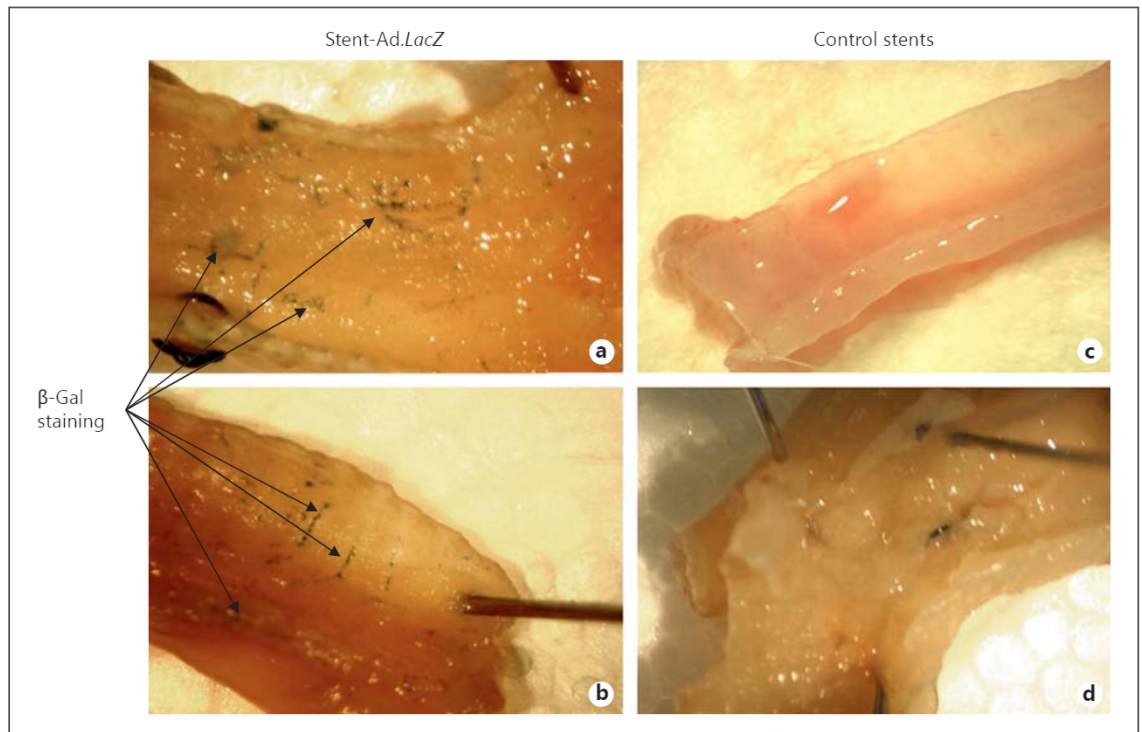 Stent-Ad.LacZ
Control stents
a
c
β-Gal
staining
b
d